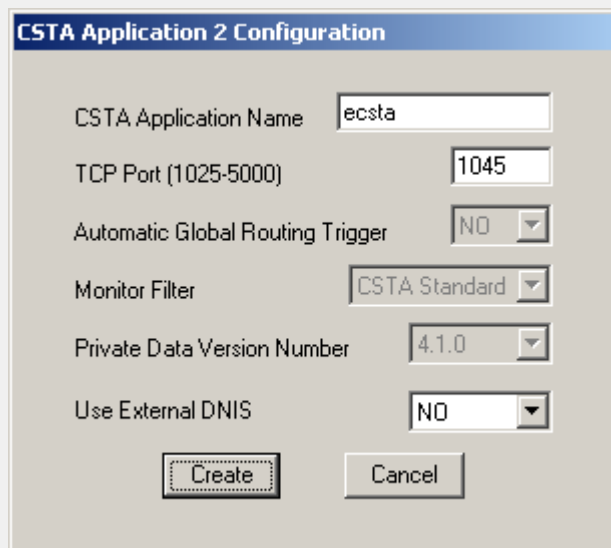 CSTA Application 2 Configuration
CSTA Application Name ecsta
TCP Port (1025-5000) 1045
Automatic Global Routing Trigger NO
Monitor Filter CSTA Standard
Private Data Version Number 4.1.0
Use External DNIS NO
Create Cancel